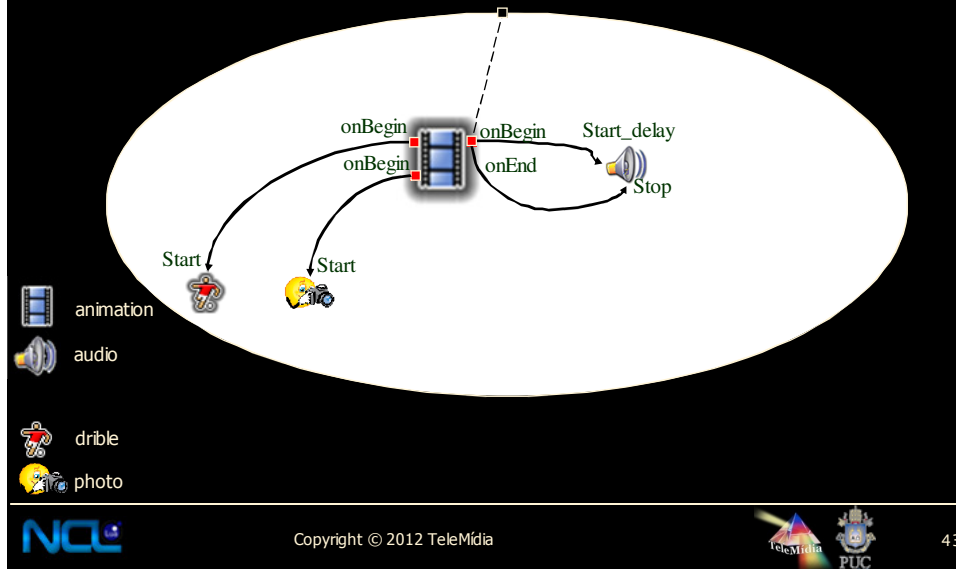 onBegin
onBegin
Start_delay
onBegin
onEnd
Stop
Start
Start
animation
audio
drible
photo
NCL
Copyright © 2012 TeleMídia
TeleMídia
PUC
43